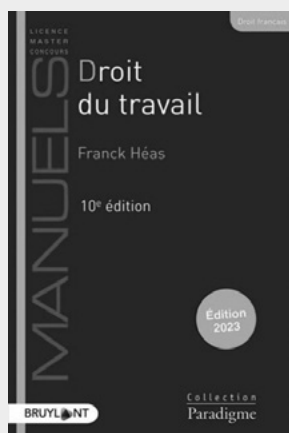 Droit français
LICENCE
MASTER
CONCOURS
MANUELS
Droit
du travail
Franck Héas
10e édition
Édition
2023
Collection
Paradigme
BRUYLANT